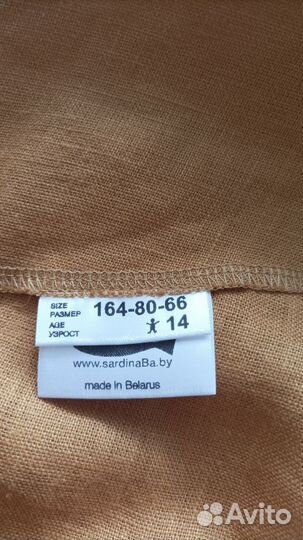 SIZE
РАЗМЕР 164-80-66
AGE
УЗРОСТ 14
www.sardinaBa.by
made in Belarus
Avito